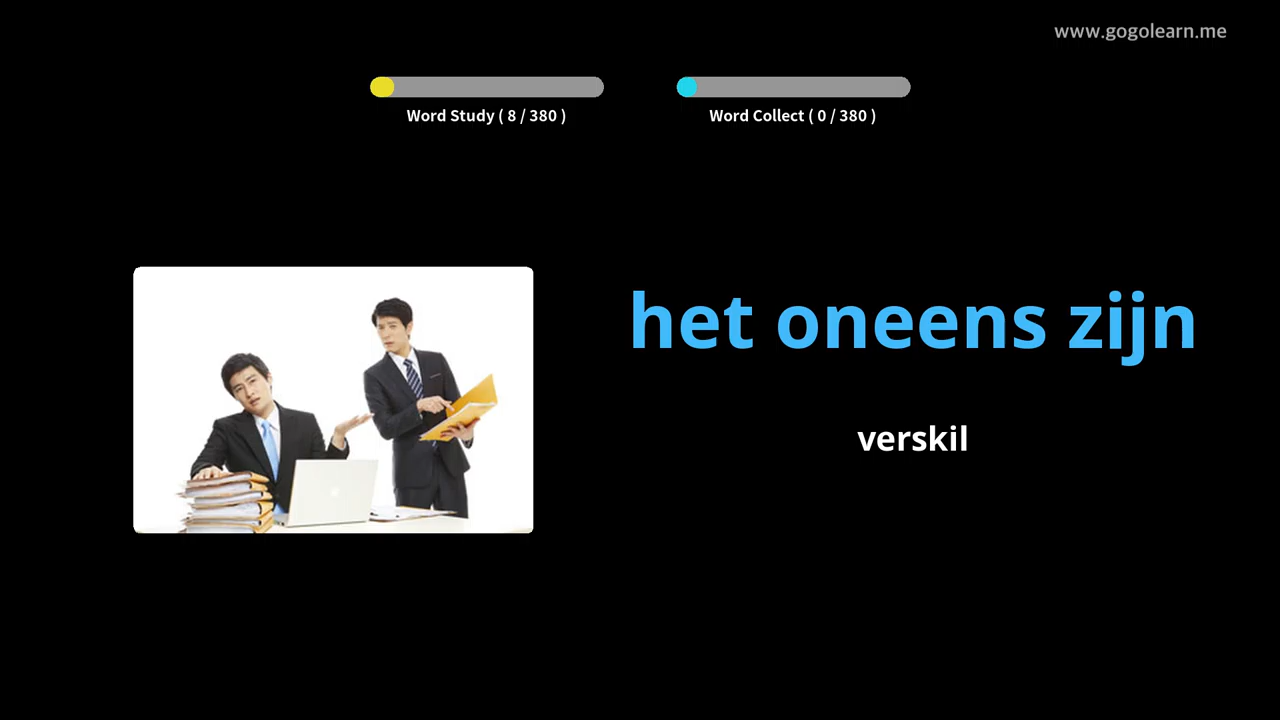 www.gogolearn.me
Word Study ( 8 / 380 )
Word Collect ( 0 / 380 )
het oneens zijn
verskil